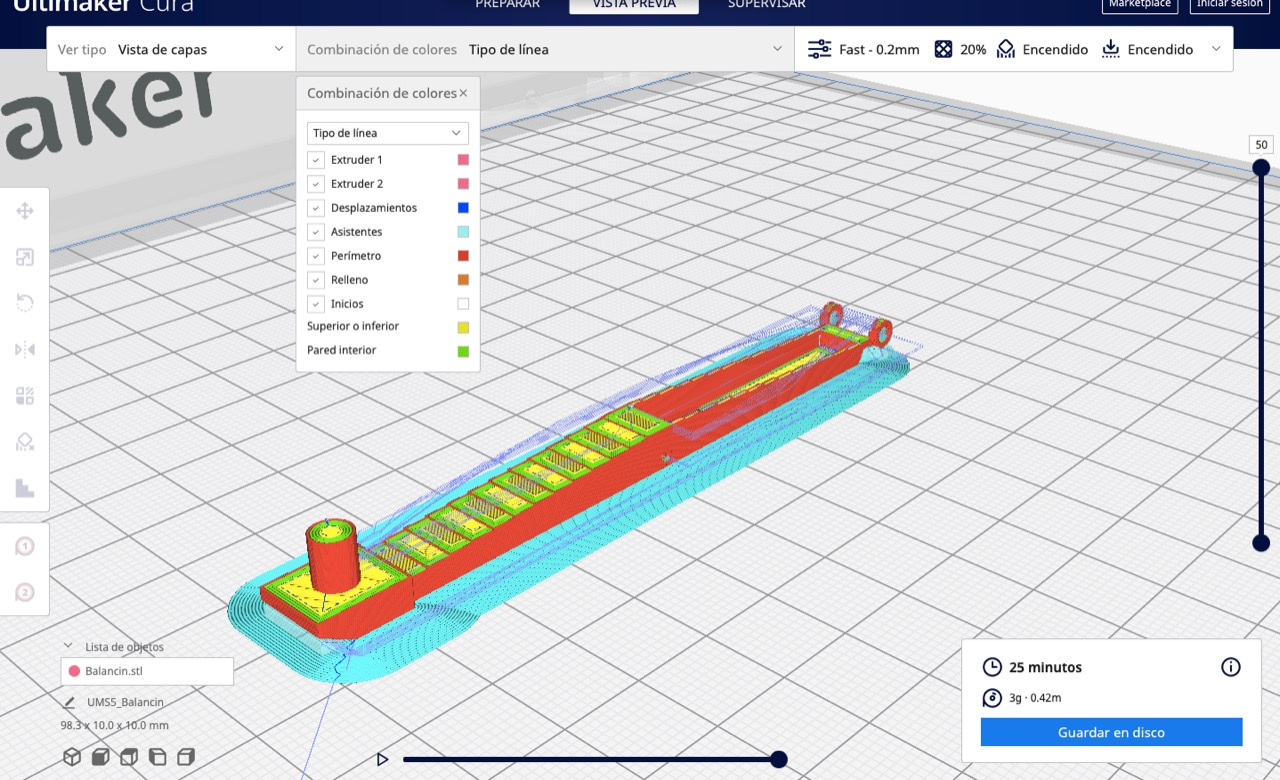 Ultimaker Cura
PREPARAR
VISTA PREVIA
SUPERVISAR
Marketplace
Iniciar sesión
Ver tipo Vista de capas
Combinación de colores Tipo de línea
Fast - 0.2mm
20%
Encendido
Encendido
aker
Combinación de colores
Tipo de línea
Extruder 1
Extruder 2
Desplazamientos
Asistentes
Perímetro
Relleno
Inicios
Superior o inferior
Pared interior
50
1
2
Lista de objetos
Balancin.stl
UMS5_Balancin
98.3 x 10.0 x 10.0 mm
25 minutos
3g · 0.42m
Guardar en disco